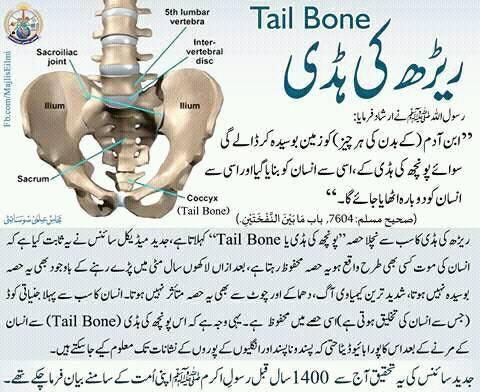 Tail Bone
ریڑھ کی ہڈی
5th lumbar
vertebra
Sacroiliac
joint
Inter-
vertebral
disc
Ilium
Ilium
Sacrum
Coccyx
(Tail Bone)
Fb.com/MajlisEilmi
رسول اللہ ﷺ نے ارشاد فرمایا:
"ابن آدم (کے بدن کی ہر چیز) کو زمین بوسیدہ کر ڈالے گی
سوائے پونچھ کی ہڈی کے، اسی سے انسان کو بنایا گیا اور اسی سے
انسان کو دوبارہ اٹھایا جائے گا۔"
(صحیح مسلم: 7604، باب مَا بَيْنَ النَّفْخَتَيْنِ.)
مجلس علمی سوسائٹی
ریڑھ کی ہڈی کا سب سے نچلا حصہ "پونچھ کی ہڈی یا Tail Bone" کہلاتا ہے، جدید میڈیکل سائنس نے یہ ثابت کیا ہے کہ
انسان کی موت کسی بھی طرح واقع ہو یہ حصہ محفوظ رہتا ہے، بعد ازاں لاکھوں سال مٹی میں پڑے رہنے کے باوجود بھی یہ حصہ
بوسیدہ نہیں ہوتا، شدید ترین کیمیاوی آگ، دھماکے اور چوٹ سے بھی یہ حصہ متاثر نہیں ہوتا۔ انسان کا سب سے پہلا جنیاتی کوڈ
(جس سے انسان کی تخلیق ہوتی ہے) اسی حصے میں محفوظ ہے۔ یہی وجہ ہے کہ اس پونچھ کی ہڈی (Tail Bone) سے انسان
کے مرنے کے بعد اس کا پورا بائیو ڈیٹا حتی کہ پسند و ناپسند اور انگلیوں کے پوروں کے نشانات تک معلوم کیے جا سکتے ہیں۔
جدید سائنس کی یہ تحقیق آج سے 1400 سال قبل رسول اکرم ﷺ اپنی اُمت کے سامنے بیان فرما چکے تھے۔